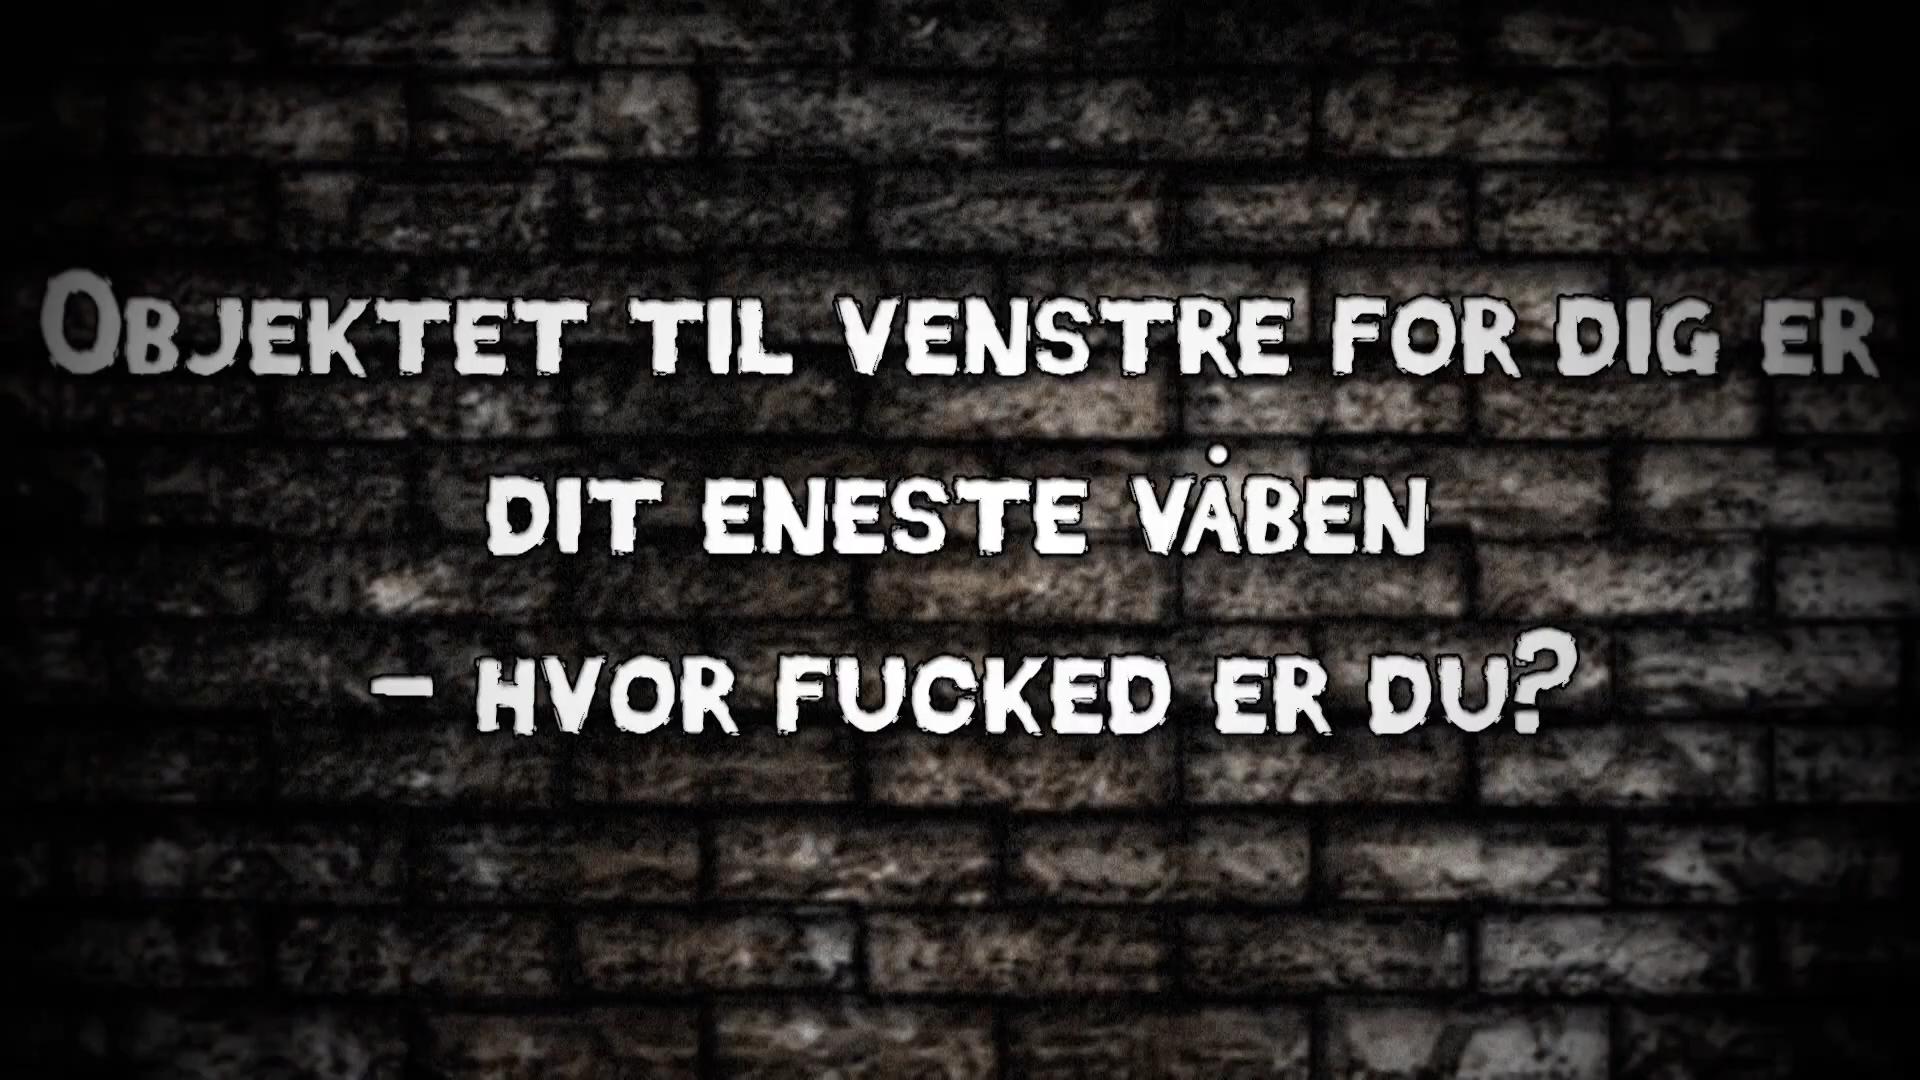 Objektet til venstre for dig er
dit eneste våben
– hvor fucked er du?